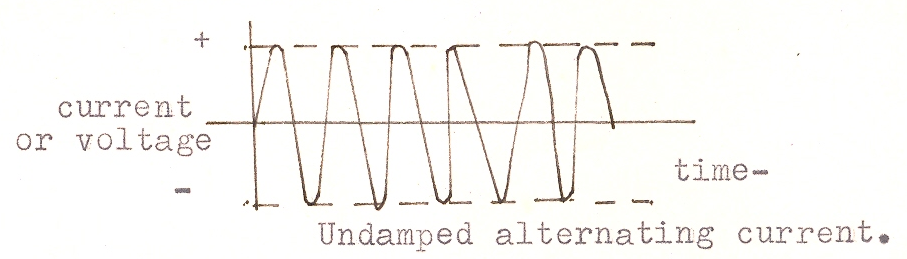 +
current
or voltage
-
time-
Undamped alternating current.